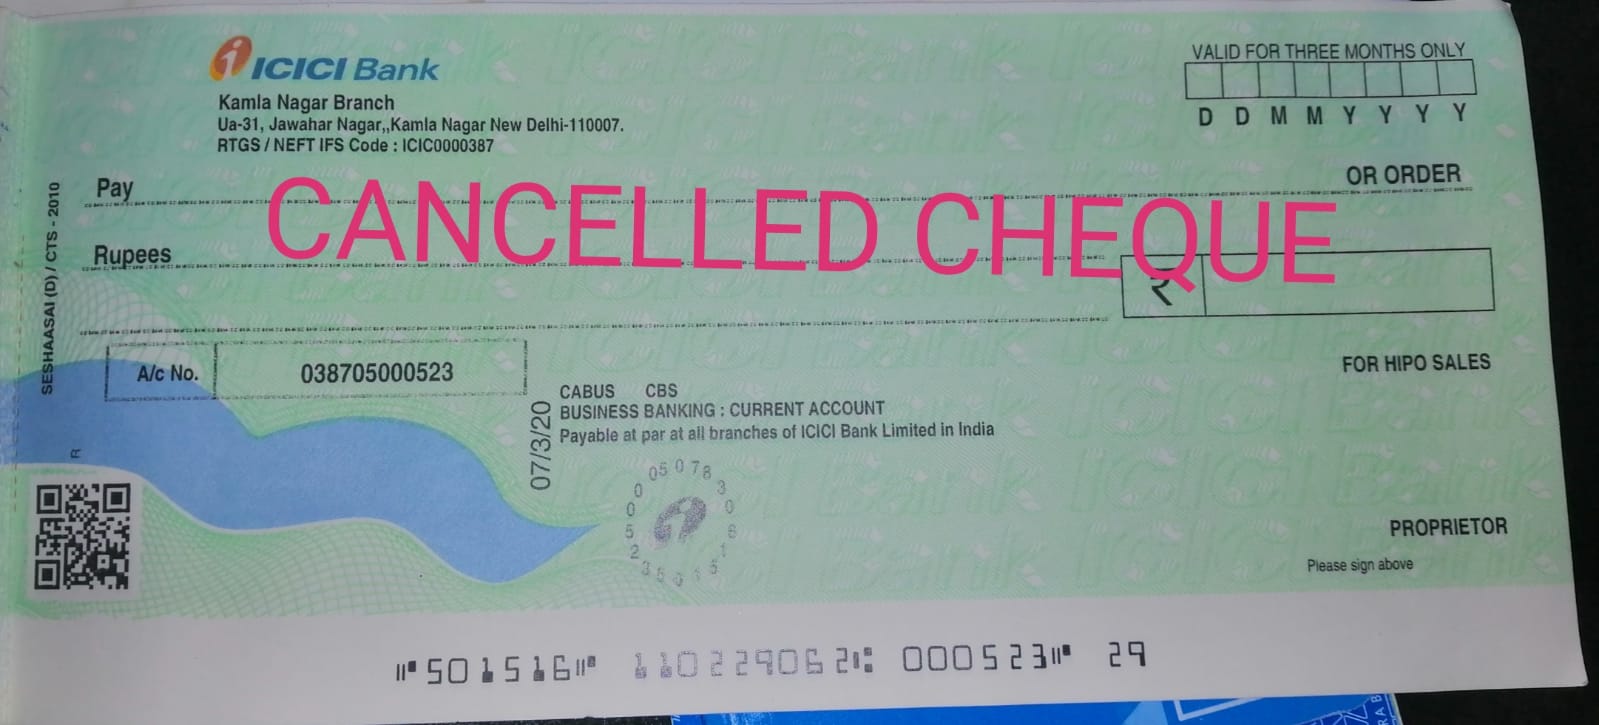 ICICI Bank
Kamla Nagar Branch
Ua-31, Jawahar Nagar,,Kamla Nagar New Delhi-110007.
RTGS / NEFT IFS Code : ICIC0000387
VALID FOR THREE MONTHS ONLY
D D M M Y Y Y Y
Pay
OR ORDER
CANCELLED CHEQUE
Rupees
₹
SESHAASAI (D) / CTS - 2010
A/c No. 038705000523
FOR HIPO SALES
07/3/20
CABUS CBS
BUSINESS BANKING : CURRENT ACCOUNT
Payable at par at all branches of ICICI Bank Limited in India
R
PROPRIETOR
Please sign above
⑈501516⑈ 110229062⑆ 000523⑈ 29